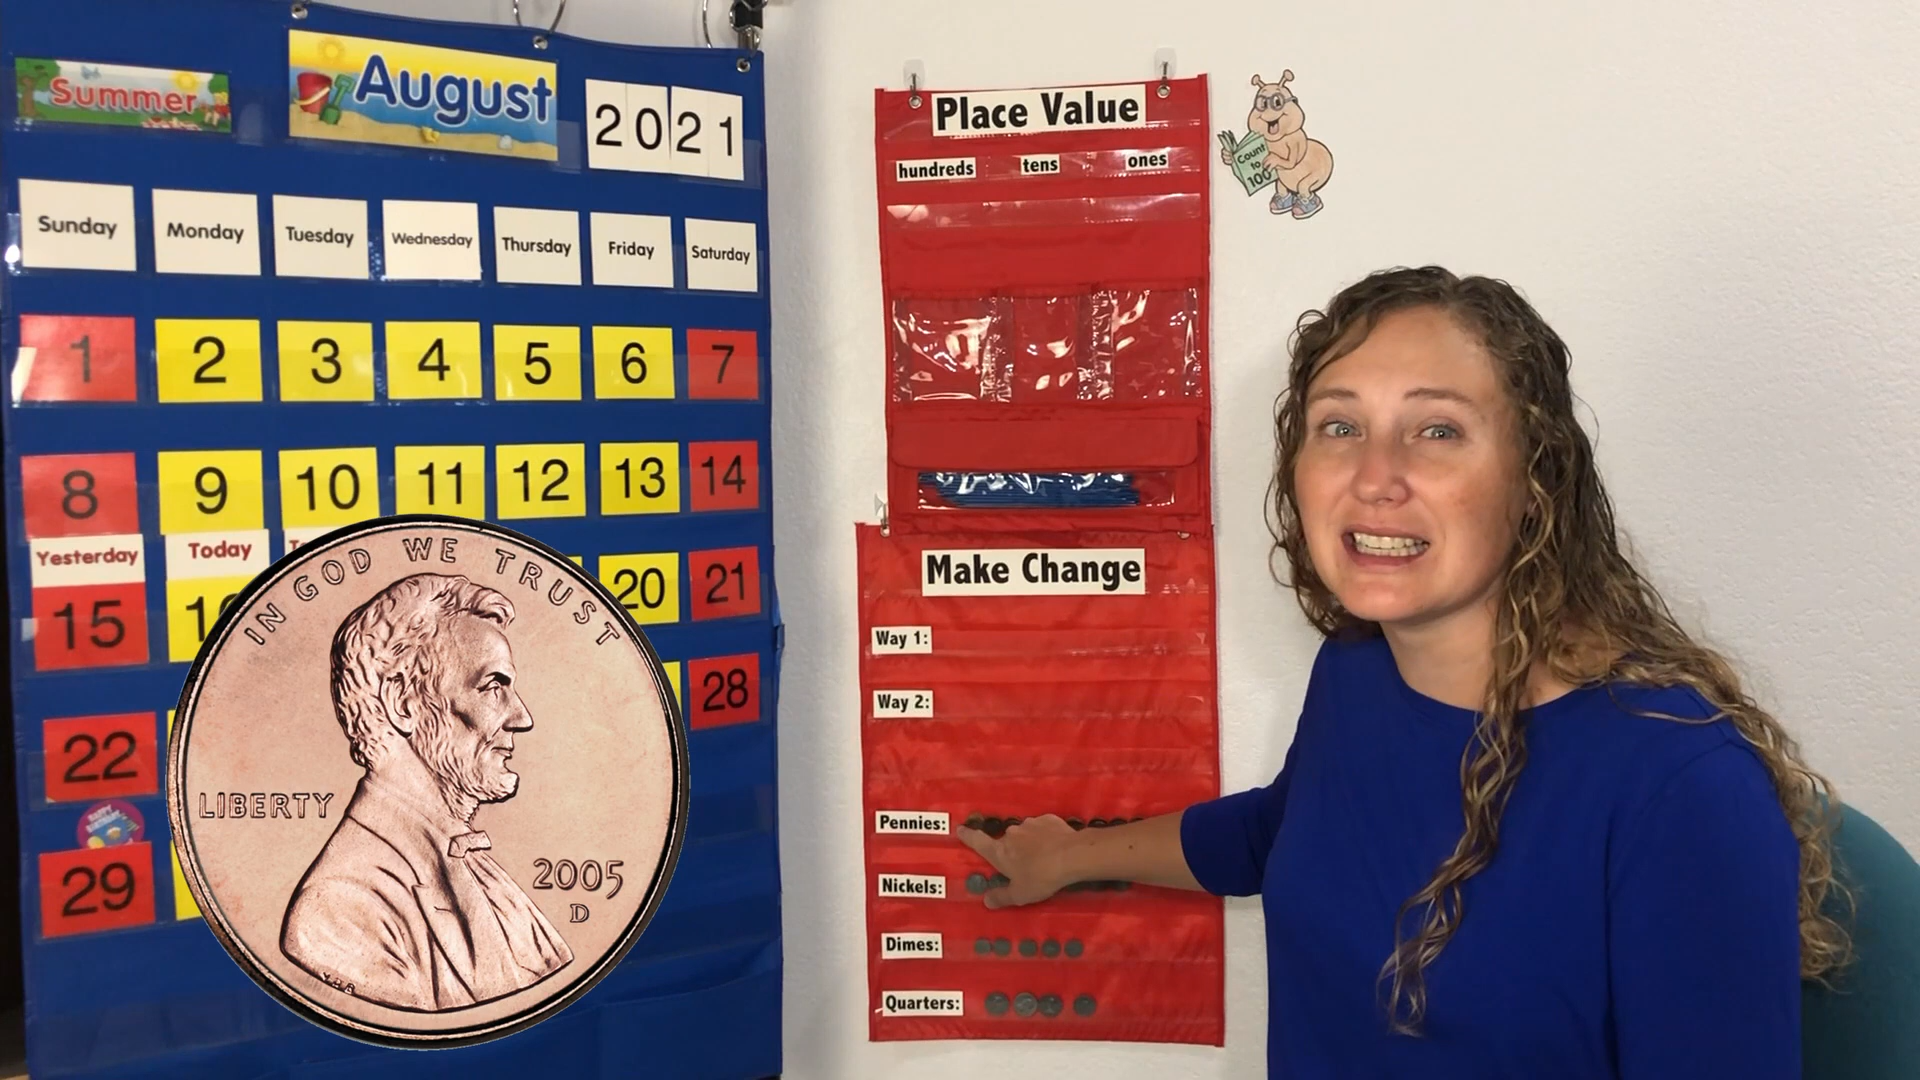 Summer
August
2021
Sunday Monday Tuesday Wednesday Thursday Friday Saturday
1 2 3 4 5 6 7
8 9 10 11 12 13 14
Yesterday Today
15 20 21
28
22
29
IN GOD WE TRUST
LIBERTY
2005
D
Place Value
hundreds tens ones
Count
to
100
Make Change
Way 1:
Way 2:
Pennies:
Nickels:
Dimes:
Quarters: